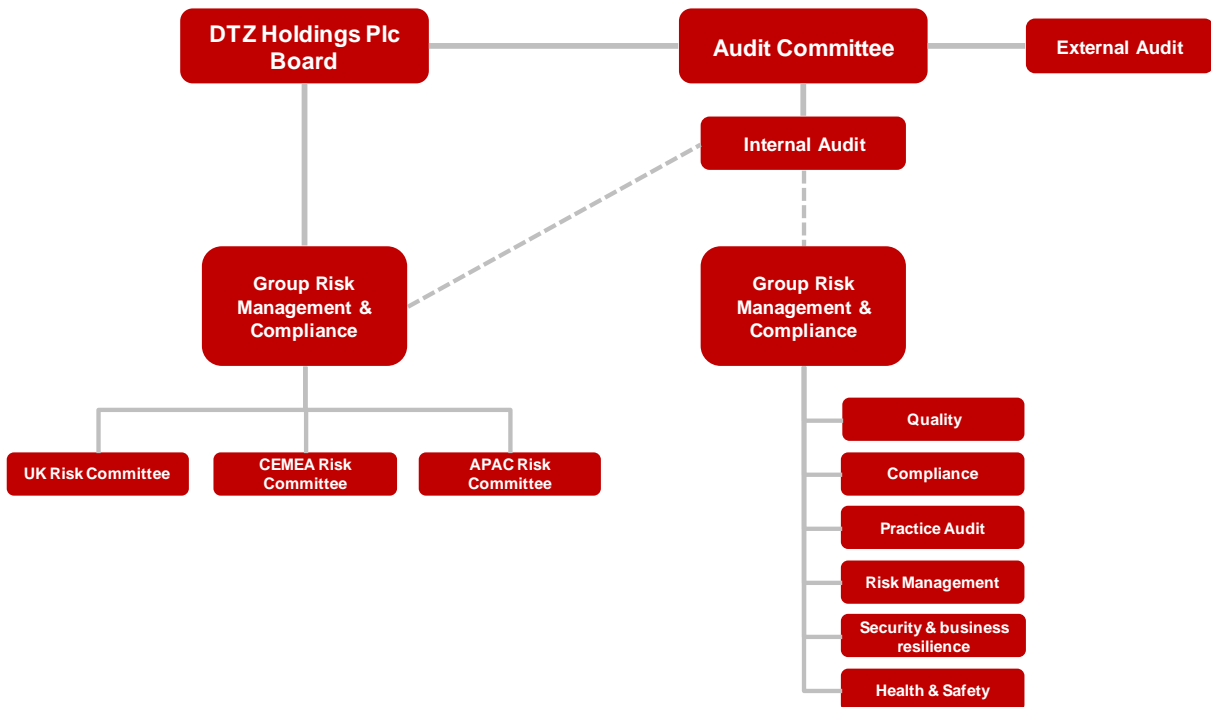 DTZ Holdings Plc
Board
Audit Committee
External Audit
Internal Audit
Group Risk
Management &
Compliance
Group Risk
Management &
Compliance
UK Risk Committee
CEMEA Risk
Committee
APAC Risk
Committee
Quality
Compliance
Practice Audit
Risk Management
Security & business
resilience
Health & Safety